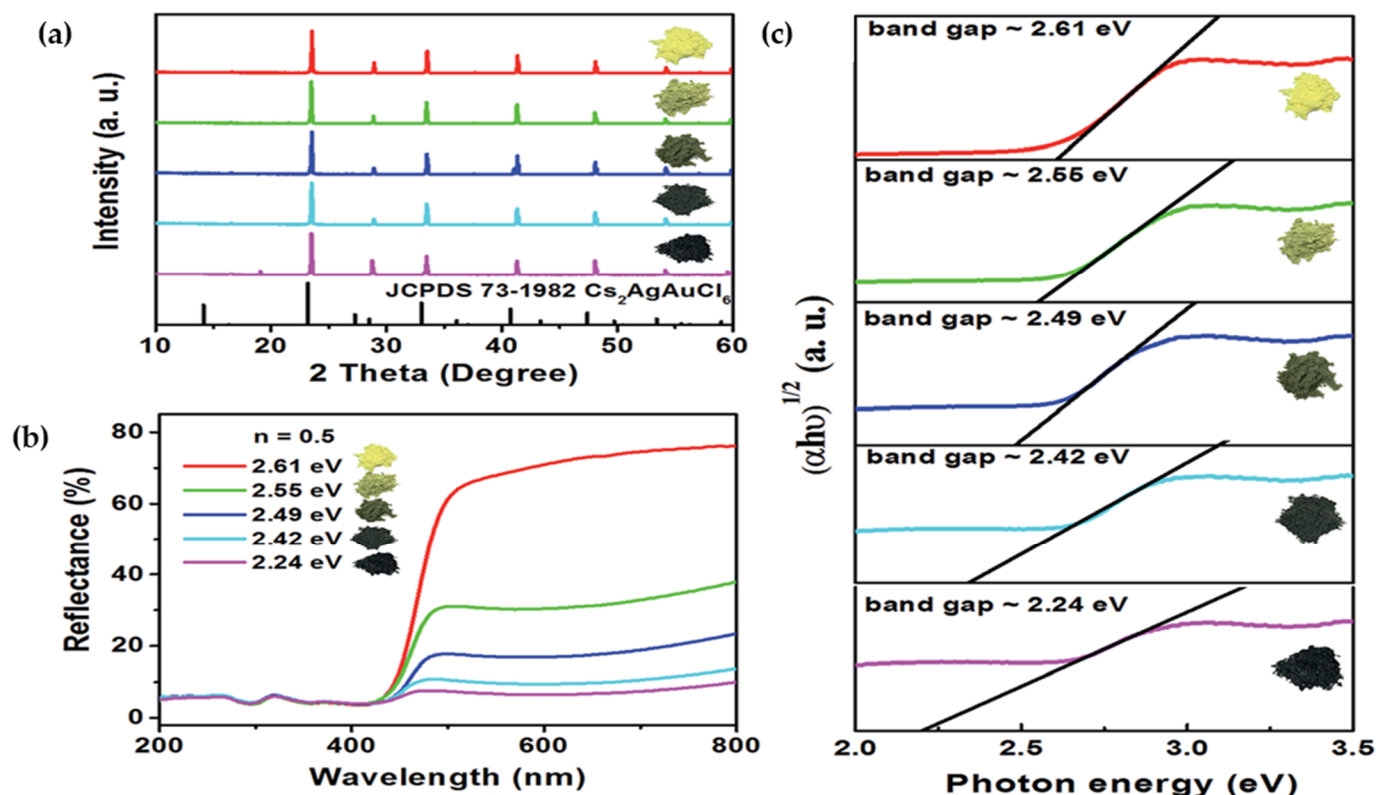 (a)
Intensity (a. u.)
JCPDS 73-1982 Cs₂AgAuCl₆
10 20 30 40 50 60
2 Theta (Degree)
(b)
Reflectance (%)
80
60
40
20
0
n = 0.5
2.61 eV
2.55 eV
2.49 eV
2.42 eV
2.24 eV
200 400 600 800
Wavelength (nm)
(c)
(αhυ)^1/2 (a. u.)
band gap ~ 2.61 eV
band gap ~ 2.55 eV
band gap ~ 2.49 eV
band gap ~ 2.42 eV
band gap ~ 2.24 eV
2.0 2.5 3.0 3.5
Photon energy (eV)